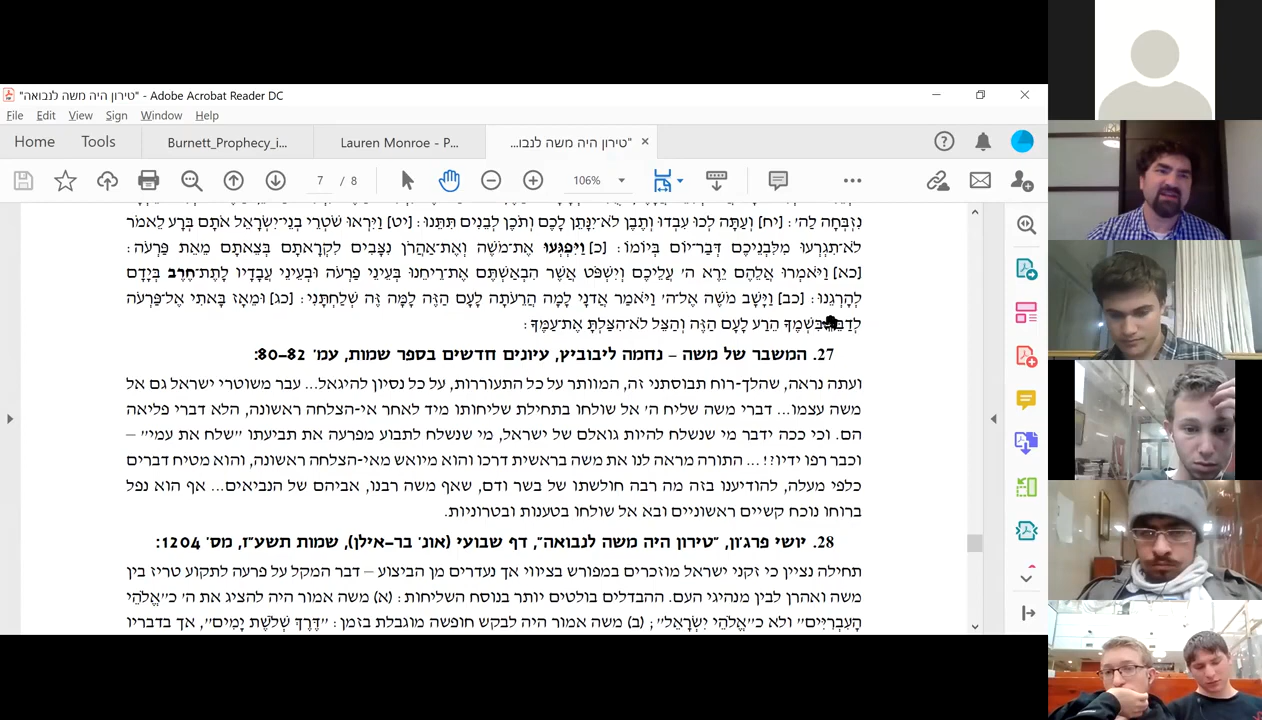 "טירון היה משה לנבואה" - Adobe Acrobat Reader DC
File Edit View Sign Window Help
Home Tools Burnett_Prophecy_i... Lauren Monroe - P... "טירון היה משה לנבו...
7 / 8 106%
נִזְבְּחָה לַה': [יח] וְעַתָּה לְכוּ עִבְדוּ וְתֶבֶן לֹא־יִנָּתֵן לָכֶם וְתֹכֶן לְבֵנִים תִּתֵּנוּ: [יט] וַיִּרְאוּ שֹׁטְרֵי בְנֵי־יִשְׂרָאֵל אֹתָם בְּרָע לֵאמֹר
לֹא־תִגְרְעוּ מִלִּבְנֵיכֶם דְּבַר־יוֹם בְּיוֹמוֹ: [כ] וַיִּפְגְּעוּ אֶת־מֹשֶׁה וְאֶת־אַהֲרֹן נִצָּבִים לִקְרָאתָם בְּצֵאתָם מֵאֵת פַּרְעֹה:
[כא] וַיֹּאמְרוּ אֲלֵהֶם יֵרֶא ה' עֲלֵיכֶם וְיִשְׁפֹּט אֲשֶׁר הִבְאַשְׁתֶּם אֶת־רֵיחֵנוּ בְּעֵינֵי פַרְעֹה וּבְעֵינֵי עֲבָדָיו לָתֶת־חֶרֶב בְּיָדָם
לְהָרְגֵנוּ: [כב] וַיָּשָׁב מֹשֶׁה אֶל־ה' וַיֹּאמַר אֲדֹנָי לָמָה הֲרֵעֹתָה לָעָם הַזֶּה לָמָּה זֶּה שְׁלַחְתָּנִי: [כג] וּמֵאָז בָּאתִי אֶל־פַּרְעֹה
בִּשְׁמֶךָ הֵרַע לָעָם הַזֶּה וְהַצֵּל לֹא־הִצַּלְתָּ אֶת־עַמֶּךָ:
27. המשבר של משה – נחמה ליבוביץ, עיונים חדשים בספר שמות, עמ' 80–82:
ועתה נראה, שהלך-רוח תבוסתני זה, המוותר על כל התעוררות, על כל נסיון להיגאל... עבר משוטרי ישראל גם אל
משה עצמו... דברי משה שליח ה' אל שולחו בתחילת שליחותו מיד לאחר אי-הצלחה ראשונה, הלא דברי פליאה
הם. וכי ככה ידבר מי שנשלח להיות גואלם של ישראל, מי שנשלח לתבוע מפרעה את תביעתו "שלח את עמי" –
וכבר רפו ידיו?!... התורה מראה לנו את משה בראשית דרכו והוא מיואש מאי-הצלחה ראשונה, והוא מטיח דברים
כלפי מעלה, להודיענו בזה מה רבה חולשתו של בשר ודם, שאף משה רבנו, אביהם של הנביאים... אף הוא נפל
ברוחו נוכח קשיים ראשוניים ובא אל שולחו בטענות ובטרוניות.
28. יוסי פרג'ון, "טירון היה משה לנבואה", דף שבועי (אונ' בר–אילן), שמות תשע"ז, מס' 1204:
תחילה נציין כי זקני ישראל מוזכרים במפורש בציווי אך נעדרים מן הביצוע – דבר המקל על פרעה לתקוע טריז בין
משה ואהרן לבין מנהיגי העם. ההבדלים בולטים יותר בנוסח השליחות: (א) משה אמור היה להציג את ה' כ"אֱלֹהֵי
הָעִבְרִיִּים" ולא כ"אֱלֹהֵי יִשְׂרָאֵל"; (ב) משה אמור היה לבקש חופשה מוגבלת בזמן: "דֶּרֶךְ שְׁלֹשֶׁת יָמִים", אך בדבריו